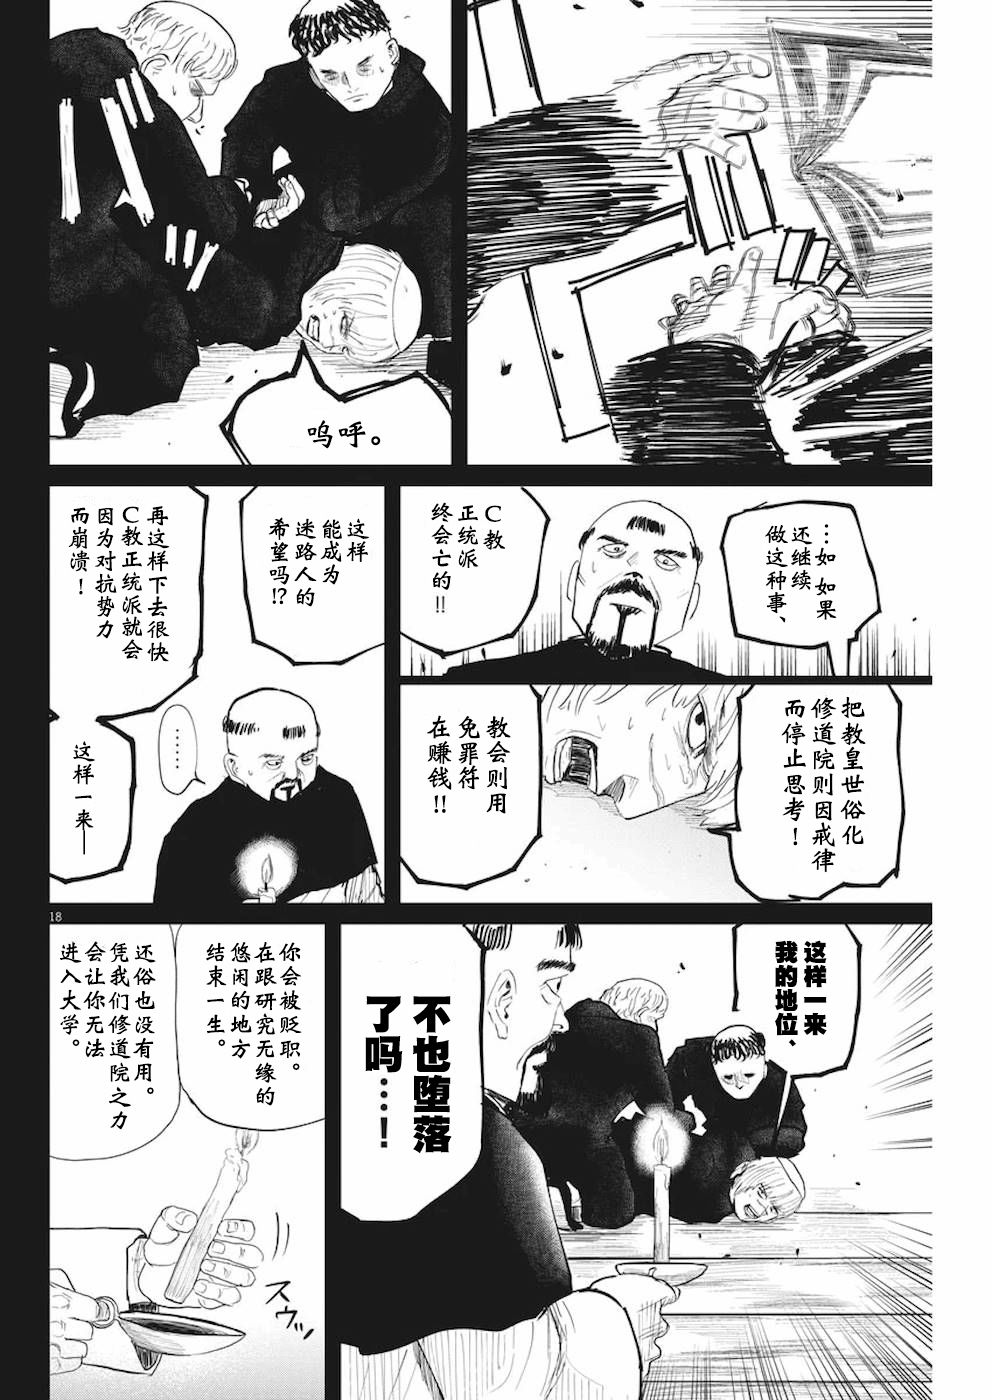 呜呼。
…如 如果
还继续
做这种事、
C教
正统派
终会亡的!!
把教皇世俗化
修道院则因戒律
而停止思考！
教会则用
免罪符
在赚钱!!
这样
能成为
迷路人的
希望吗!?
再这样下去很快
C教正统派就会
因为对抗势力
而崩溃！
……
这样一来—
18
这样一来
我的地位、
不也堕落
了吗……！
你会被贬职。
在跟研究无缘的
悠闲的地方
结束一生。
还俗也没有用。
凭我们修道院之力
会让你无法
进入大学。
スウッ